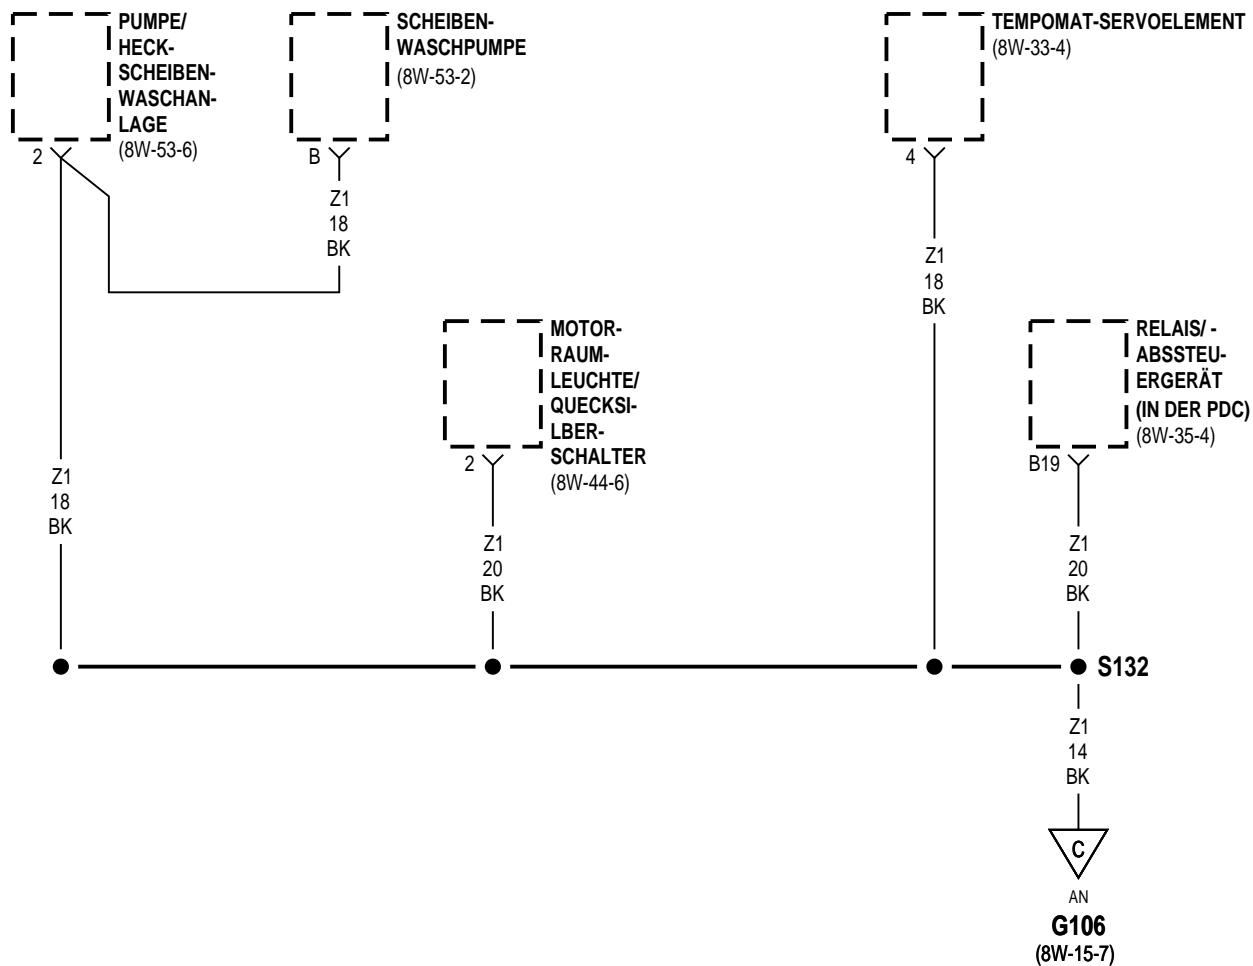 PUMPE/
HECK-
SCHEIBEN-
WASCHAN-
LAGE
(8W-53-6)
2
SCHEIBEN-
WASCHPUMPE
(8W-53-2)
B
Z1
18
BK
TEMPOMAT-SERVOELEMENT
(8W-33-4)
4
Z1
18
BK
MOTOR-
RAUM-
LEUCHTE/
QUECKSI-
LBER-
SCHALTER
(8W-44-6)
2
RELAIS/ -
ABSSTEU-
ERGERÄT
(IN DER PDC)
(8W-35-4)
B19
Z1
18
BK
Z1
20
BK
Z1
20
BK
S132
Z1
14
BK
C
AN
G106
(8W-15-7)